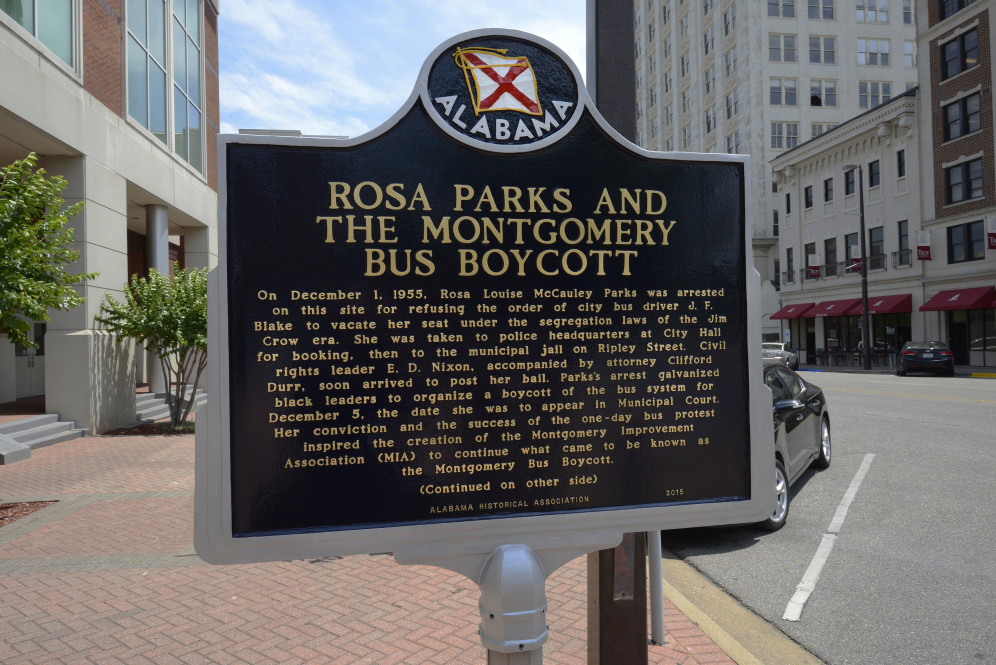 ALABAMA
ROSA PARKS AND
THE MONTGOMERY
BUS BOYCOTT
On December 1, 1955, Rosa Louise McCauley Parks was arrested
on this site for refusing the order of city bus driver J. F.
Blake to vacate her seat under the segregation laws of the Jim
Crow era. She was taken to police headquarters at City Hall
for booking, then to the municipal jail on Ripley Street. Civil
rights leader E. D. Nixon, accompanied by attorney Clifford
Durr, soon arrived to post her bail. Parks's arrest galvanized
black leaders to organize a boycott of the bus system for
December 5, the date she was to appear in Municipal Court.
Her conviction and the success of the one-day bus protest
inspired the creation of the Montgomery Improvement
Association (MIA) to continue what came to be known as
the Montgomery Bus Boycott.
(Continued on other side)
ALABAMA HISTORICAL ASSOCIATION 2015